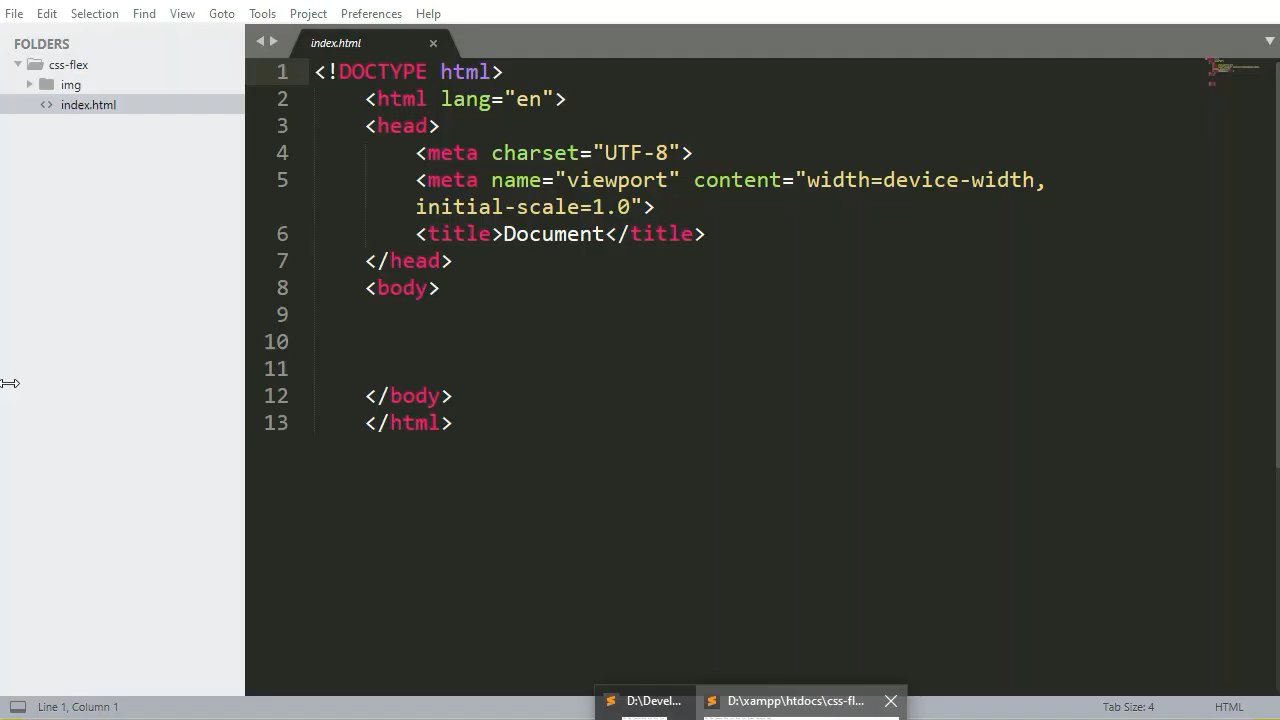 File Edit Selection Find View Goto Tools Project Preferences Help
FOLDERS
css-flex
img
<> index.html
index.html
1 <!DOCTYPE html>
2 <html lang="en">
3 <head>
4 <meta charset="UTF-8">
5 <meta name="viewport" content="width=device-width,
initial-scale=1.0">
6 <title>Document</title>
7 </head>
8 <body>
9
10
11
12 </body>
13 </html>
D:\Devel... D:\xampp\htdocs\css-fl...
Line 1, Column 1 Tab Size: 4 HTML